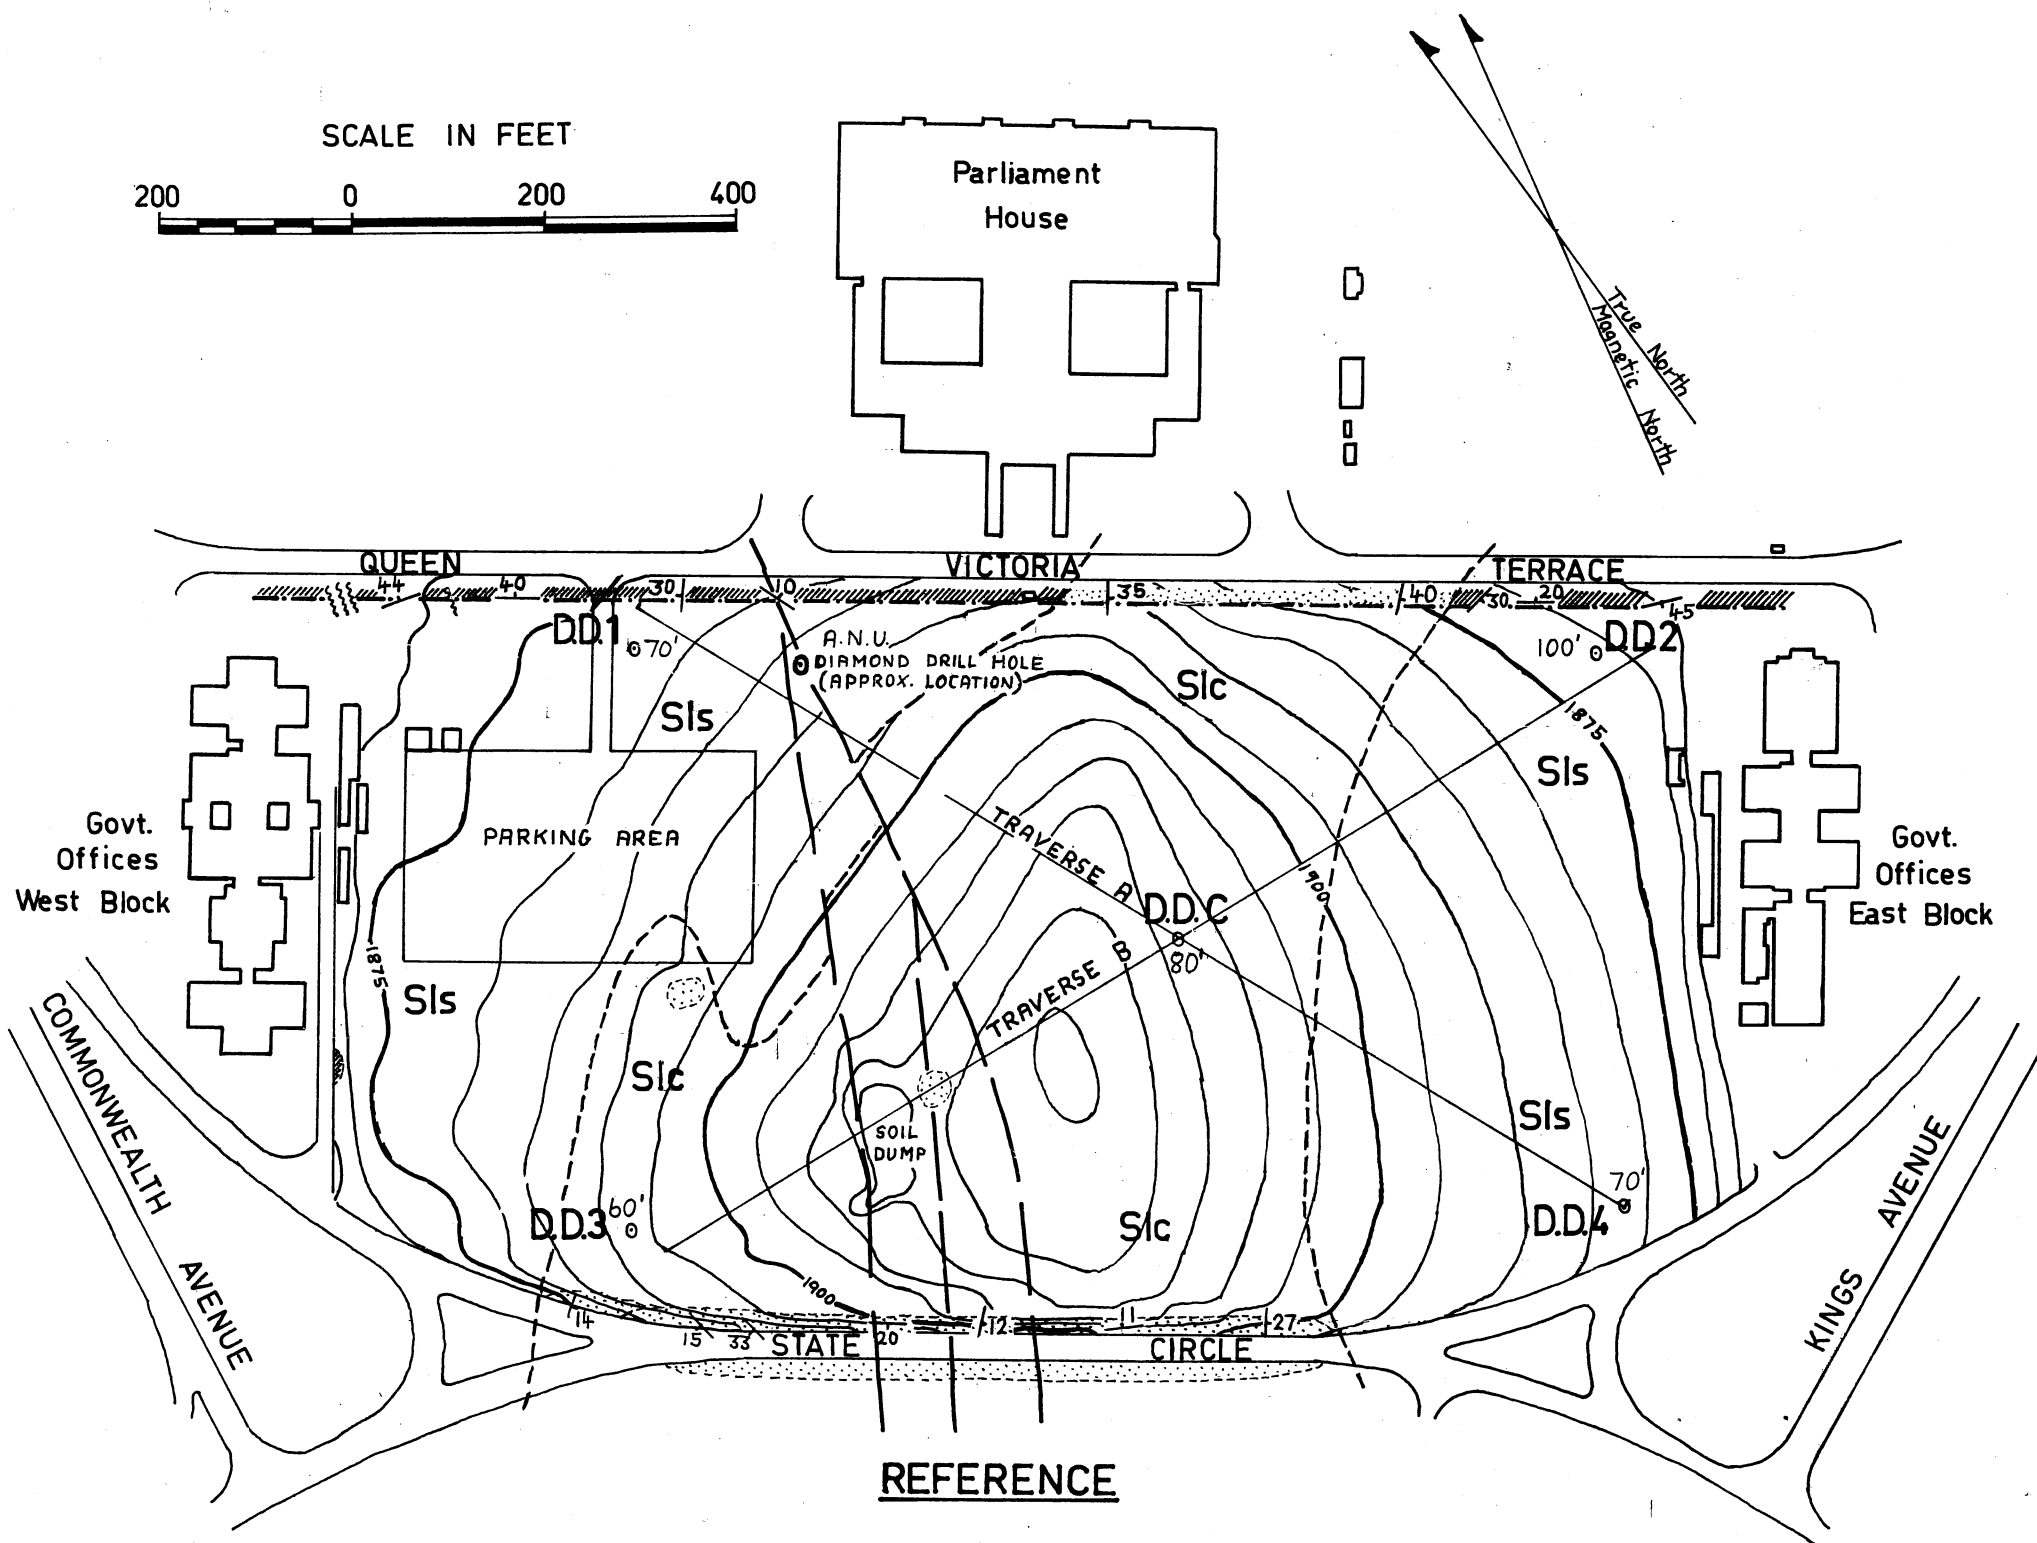 SCALE IN FEET
200 0 200 400
Parliament
House
True North
Magnetic North
QUEEN VICTORIA TERRACE
44 40 30 10 35 40 30 20 45
D.D.1
70'
A.N.U.
DIAMOND DRILL HOLE
(APPROX. LOCATION)
100'
D.D.2
Slc
Sls
1875
Sls
PARKING AREA
Govt.
Offices
West Block
TRAVERSE A
D.D.C
80'
1900
Govt.
Offices
East Block
1875
Sls
TRAVERSE B
Slc
SOIL
DUMP
Sls
COMMONWEALTH
AVENUE
D.D.3
60'
Slc
70'
D.D.4
KINGS AVENUE
1900
14 15 33 20 12 11 27
STATE CIRCLE
REFERENCE